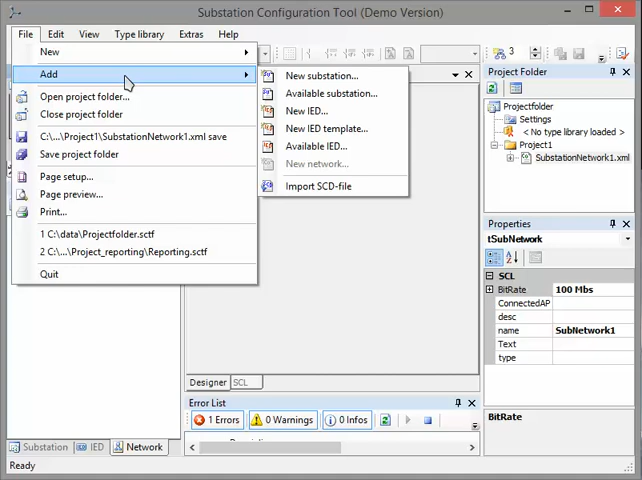 Substation Configuration Tool (Demo Version)
File Edit View Type library Extras Help
New
Add
Open project folder...
Close project folder
C:\...\Project1\SubstationNetwork1.xml save
Save project folder
Page setup...
Page preview...
Print...
1 C:\data\Projectfolder.sctf
2 C:\...\Project_reporting\Reporting.sctf
Quit
New substation...
Available substation...
New IED...
New IED template...
Available IED...
New network...
Import SCD-file
3
Project Folder
Projectfolder
Settings
< No type library loaded >
Project1
SubstationNetwork1.xml
Properties
tSubNetwork
SCL
BitRate 100 Mbs
ConnectedAP
desc
name SubNetwork1
Text
type
BitRate
Designer SCL
Error List
1 Errors 0 Warnings 0 Infos
Substation IED Network
Ready